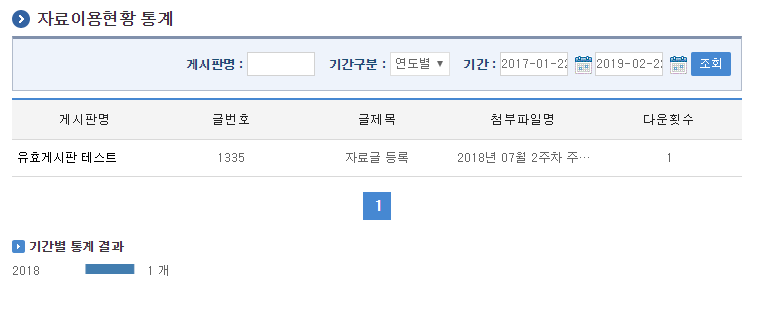 자료이용현황 통계
게시판명 : 기간구분 : 연도별 ▼ 기간 : 2017-01-22 2019-02-22 조회
게시판명 글번호 글제목 첨부파일명 다운횟수
유효게시판 테스트 1335 자료글 등록 2018년 07월 2주차 주… 1
1
기간별 통계 결과
2018 1 개